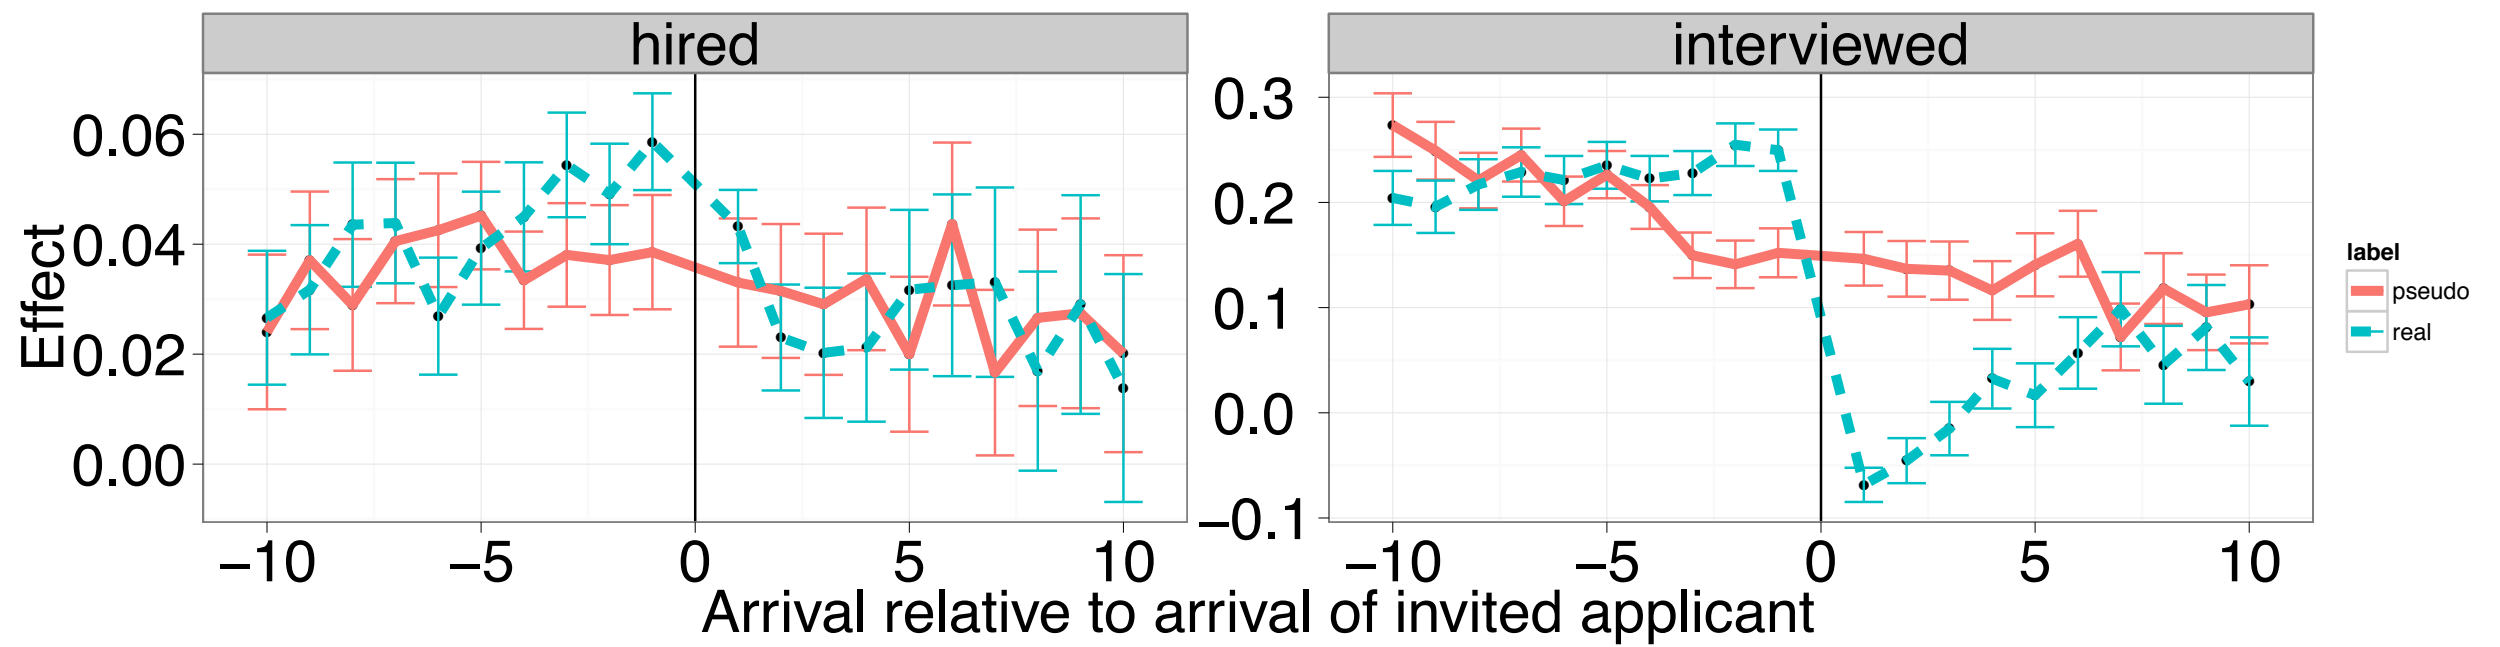 hired
interviewed
Effect
0.06
0.04
0.02
0.00
−10
−5
0
5
10
0.3
0.2
0.1
0.0
−0.1
−10
−5
0
5
10
Arrival relative to arrival of invited applicant
label
pseudo
real